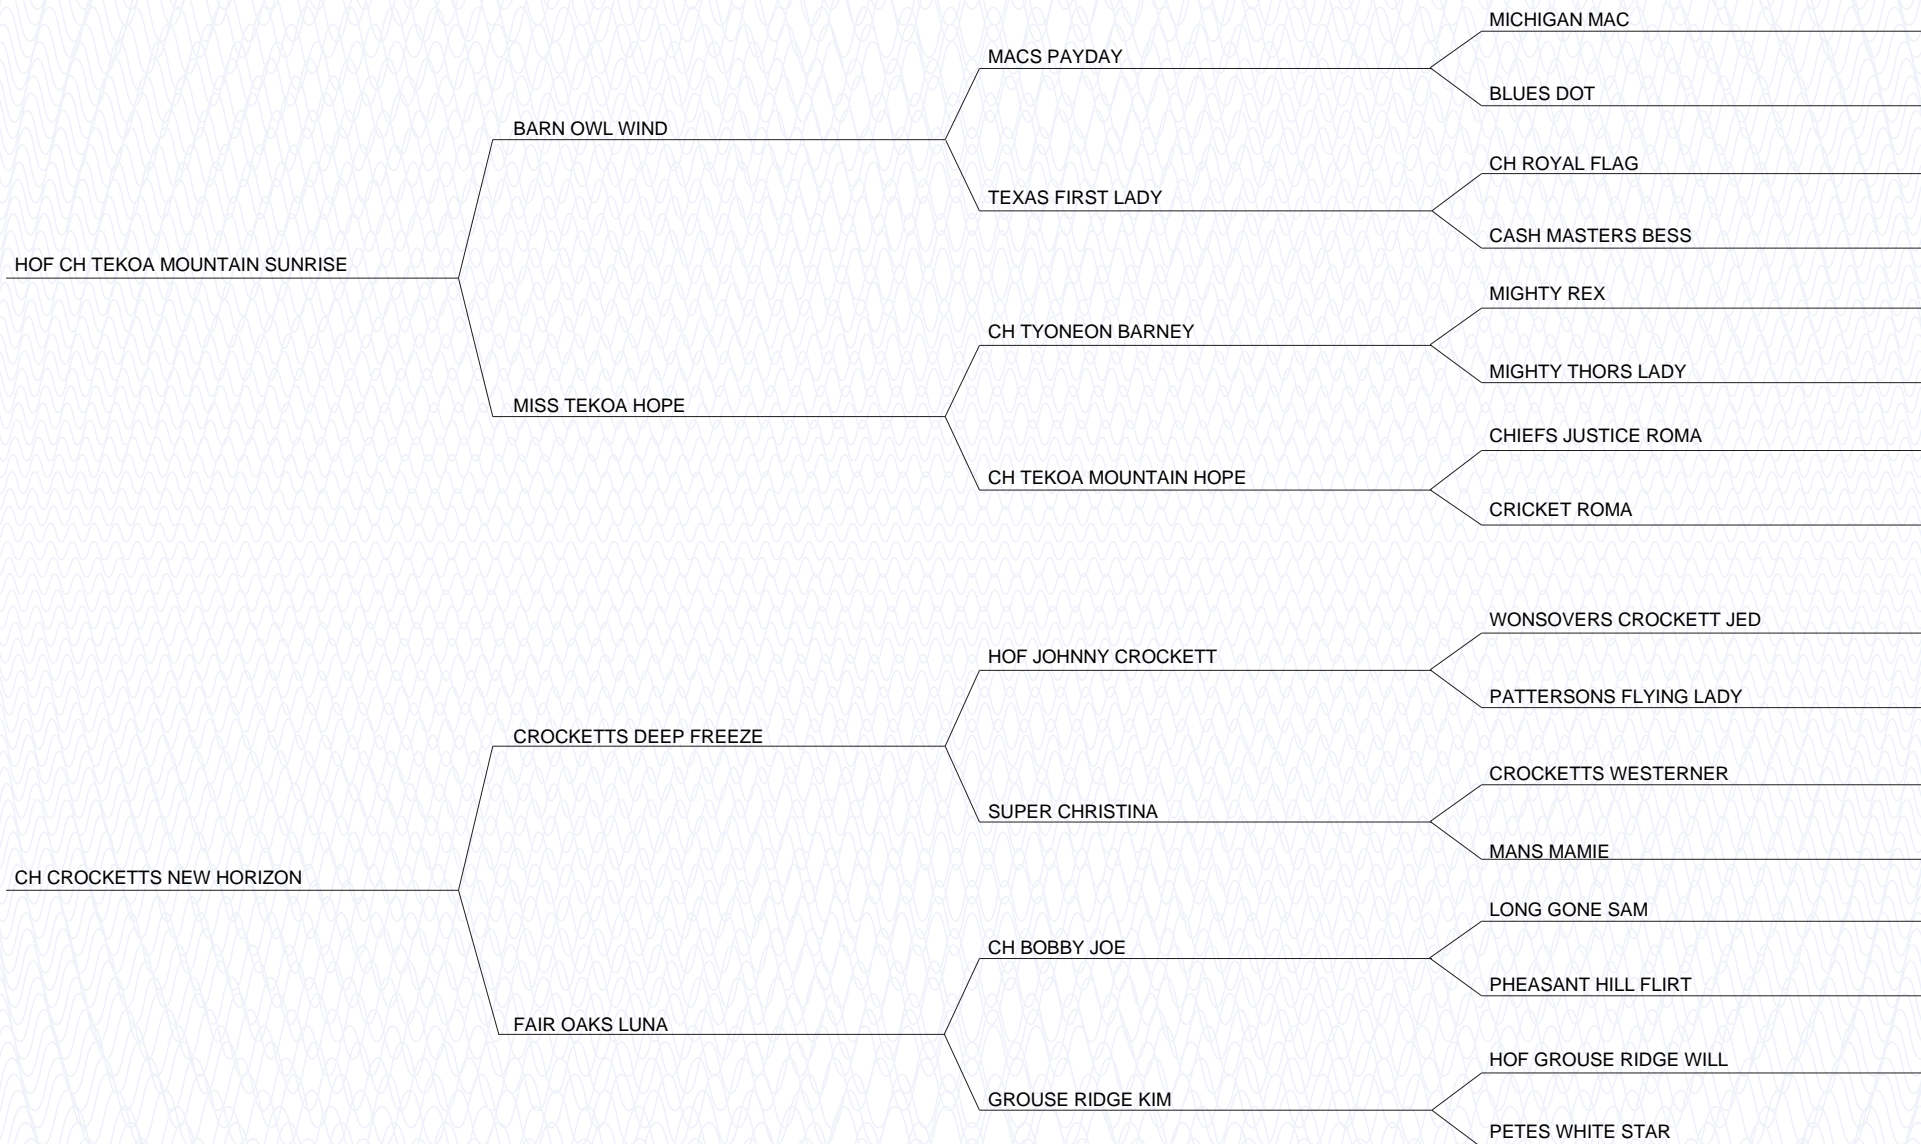 MICHIGAN MAC
MACS PAYDAY
BLUES DOT
BARN OWL WIND
CH ROYAL FLAG
TEXAS FIRST LADY
CASH MASTERS BESS
HOF CH TEKOA MOUNTAIN SUNRISE
MIGHTY REX
CH TYONEON BARNEY
MIGHTY THORS LADY
MISS TEKOA HOPE
CHIEFS JUSTICE ROMA
CH TEKOA MOUNTAIN HOPE
CRICKET ROMA
WONSOVERS CROCKETT JED
HOF JOHNNY CROCKETT
PATTERSONS FLYING LADY
CROCKETTS DEEP FREEZE
CROCKETTS WESTERNER
SUPER CHRISTINA
MANS MAMIE
CH CROCKETTS NEW HORIZON
LONG GONE SAM
CH BOBBY JOE
PHEASANT HILL FLIRT
FAIR OAKS LUNA
HOF GROUSE RIDGE WILL
GROUSE RIDGE KIM
PETES WHITE STAR